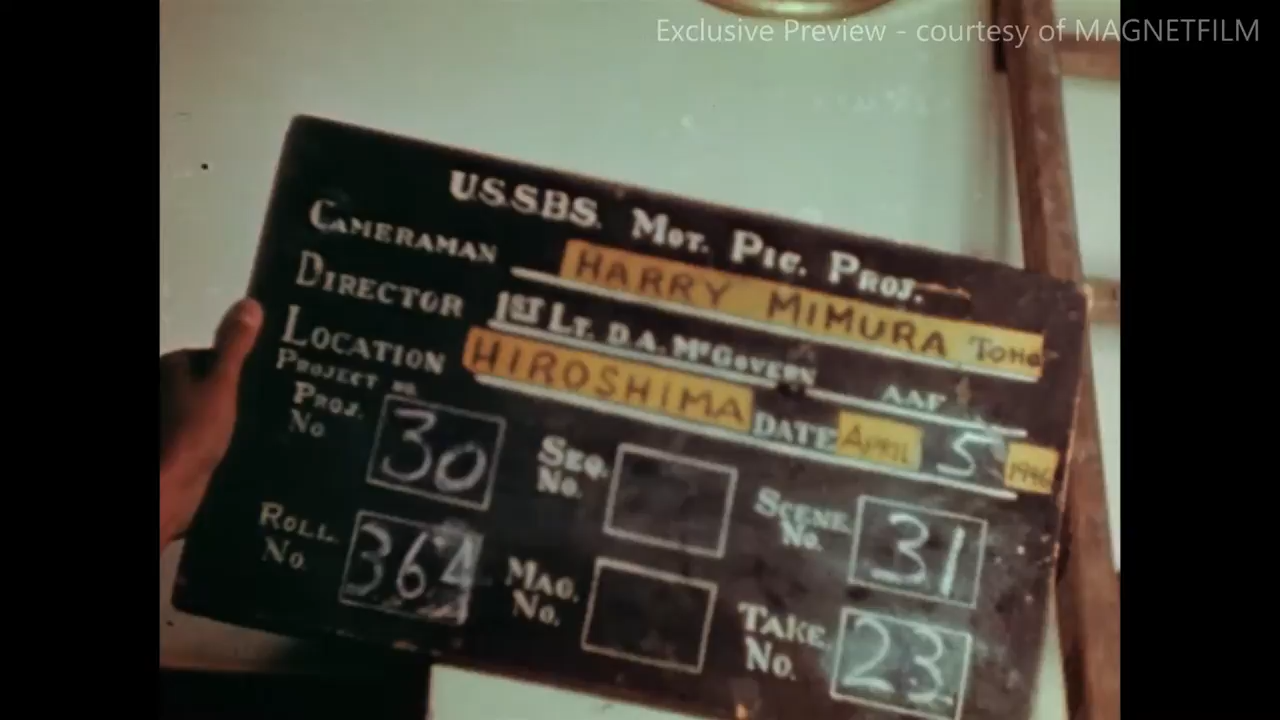 Exclusive Preview - courtesy of MAGNETFILM
U.S.S.B.S. MOT. PIC. PROJ.
CAMERAMAN HARRY MIMURA
DIRECTOR 1ST LT. D.A. McGOVERN AAF
LOCATION HIROSHIMA DATE APRIL 5 1946
PROJECT NO.
PROJ. NO 30 SEQ. NO. SCENE NO. 31
ROLL NO. 364 MAG. NO. TAKE NO. 23